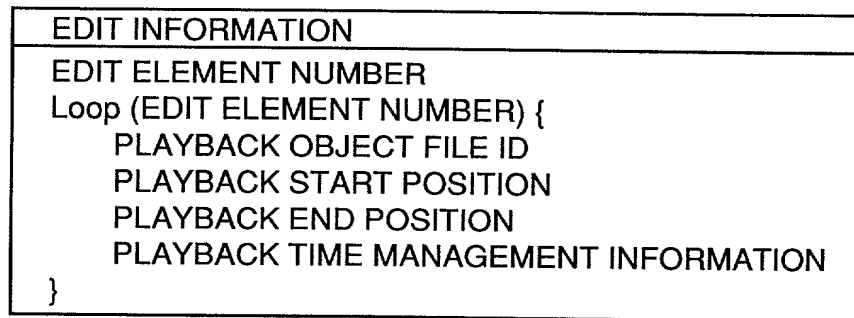 EDIT INFORMATION
EDIT ELEMENT NUMBER
Loop (EDIT ELEMENT NUMBER) {
PLAYBACK OBJECT FILE ID
PLAYBACK START POSITION
PLAYBACK END POSITION
PLAYBACK TIME MANAGEMENT INFORMATION
}